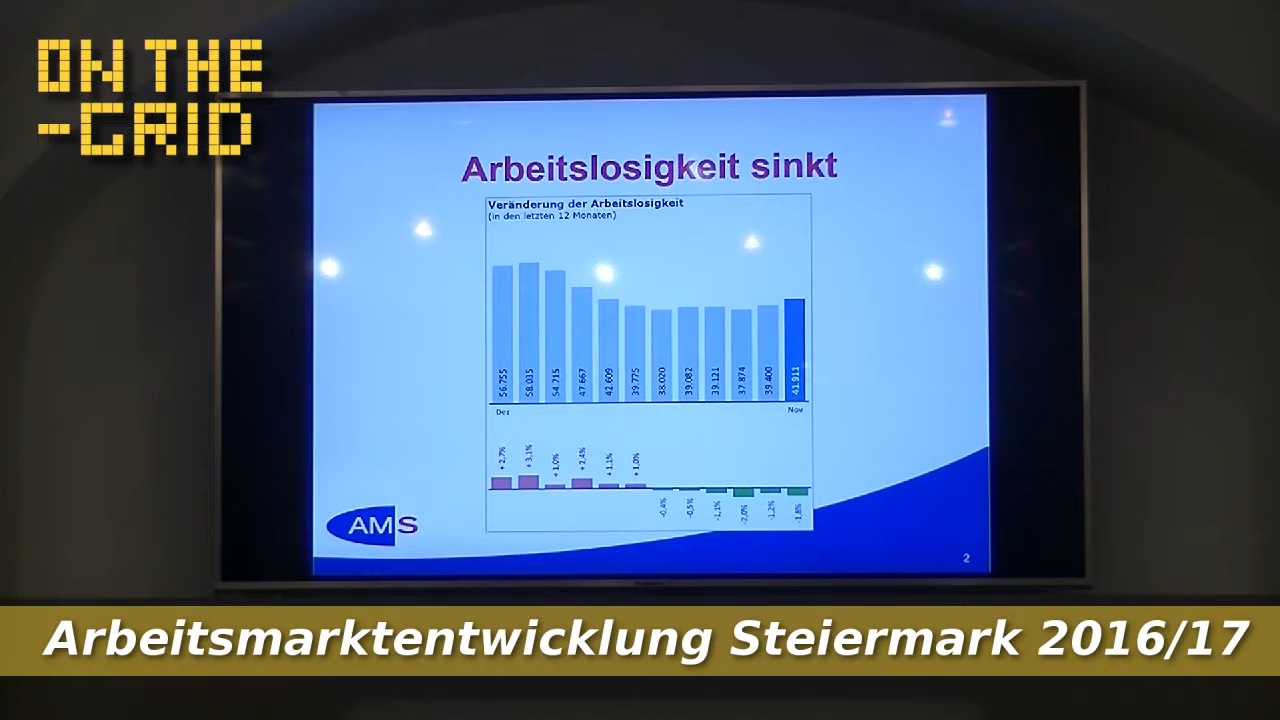 ON THE
-GRID
Arbeitslosigkeit sinkt
Veränderung der Arbeitslosigkeit
(in den letzten 12 Monaten)
56.755 58.035 54.715 47.667 42.609 39.775 38.020 39.082 39.121 37.874 39.400 41.911
Dez Nov
+2,7% +3,1% +1,0% +2,4% +1,1% +1,0%
-0,4% -0,5% -1,1% -2,0% -1,2% -1,8%
AMS
2
Arbeitsmarktentwicklung Steiermark 2016/17